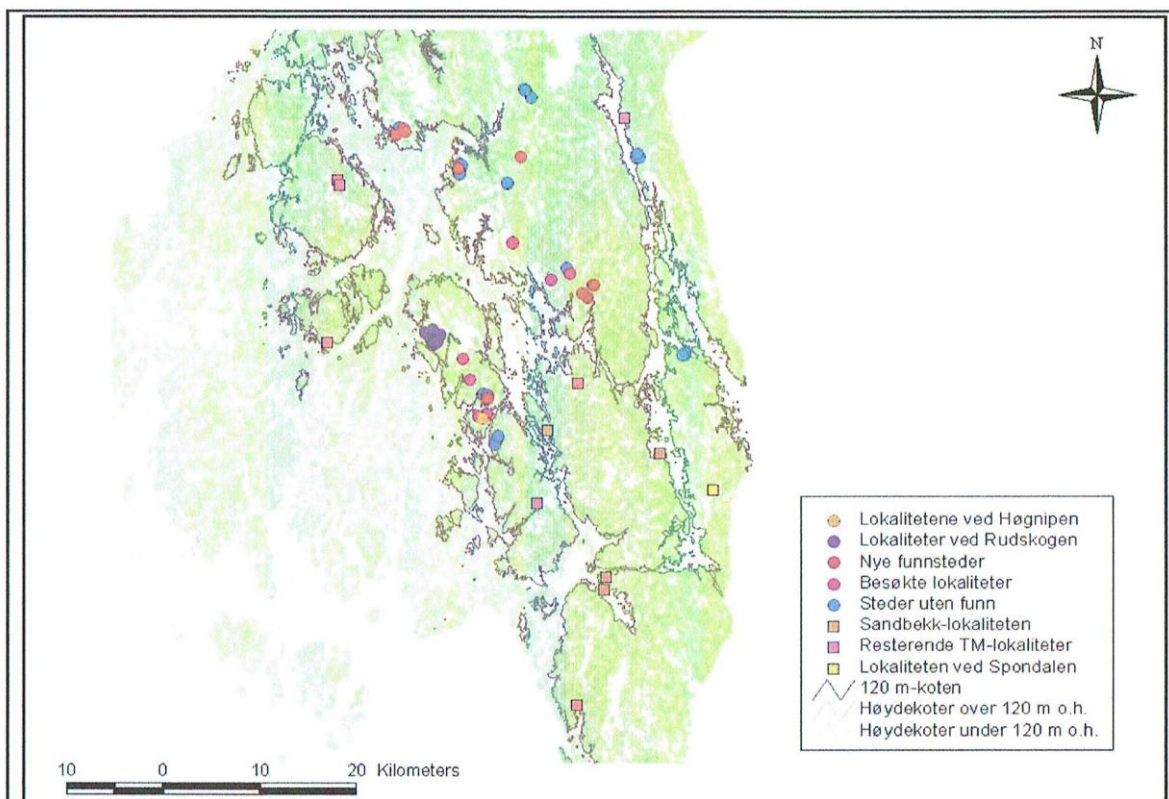 N
Lokalitetene ved Høgnipen
Lokaliteter ved Rudskogen
Nye funnsteder
Besøkte lokaliteter
Steder uten funn
Sandbekk-lokaliteten
Resterende TM-lokaliteter
Lokaliteten ved Spondalen
120 m-koten
Høydekoter over 120 m o.h.
Høydekoter under 120 m o.h.
10 0 10 20 Kilometers